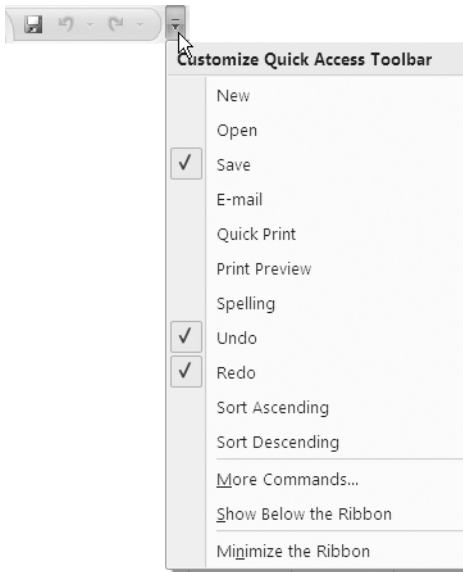 Customize Quick Access Toolbar
New
Open
Save
E-mail
Quick Print
Print Preview
Spelling
Undo
Redo
Sort Ascending
Sort Descending
More Commands...
Show Below the Ribbon
Minimize the Ribbon